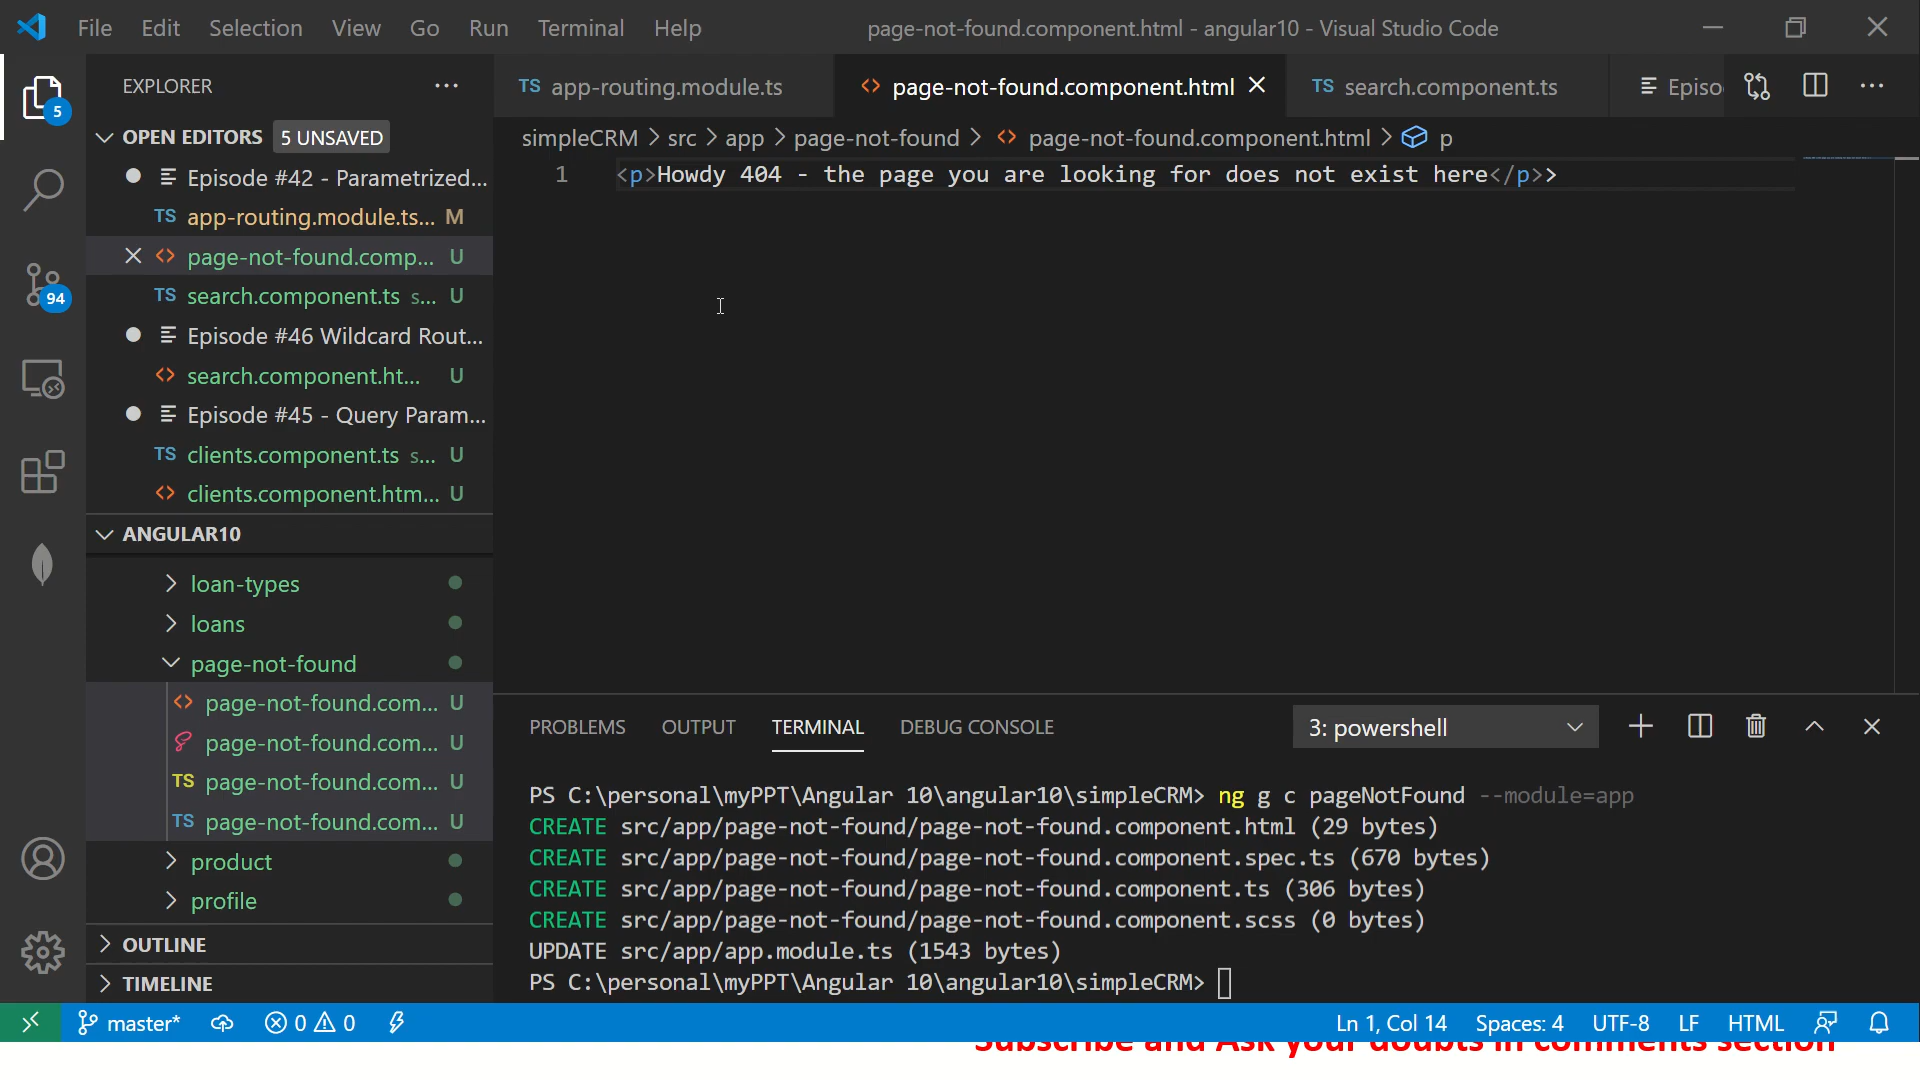 File Edit Selection View Go Run Terminal Help page-not-found.component.html - angular10 - Visual Studio Code
EXPLORER
TS app-routing.module.ts
page-not-found.component.html
TS search.component.ts
Episo
5
OPEN EDITORS 5 UNSAVED
simpleCRM > src > app > page-not-found > page-not-found.component.html > p
1 <p>Howdy 404 - the page you are looking for does not exist here</p>>
Episode #42 - Parametrized...
TS app-routing.module.ts... M
page-not-found.comp... U
TS search.component.ts s... U
94
Episode #46 Wildcard Rout...
search.component.ht... U
Episode #45 - Query Param...
TS clients.component.ts s... U
clients.component.htm... U
ANGULAR10
loan-types
loans
page-not-found
page-not-found.com... U
page-not-found.com... U
TS page-not-found.com... U
TS page-not-found.com... U
product
profile
OUTLINE
TIMELINE
PROBLEMS OUTPUT TERMINAL DEBUG CONSOLE 3: powershell
PS C:\personal\myPPT\Angular 10\angular10\simpleCRM> ng g c pageNotFound --module=app
CREATE src/app/page-not-found/page-not-found.component.html (29 bytes)
CREATE src/app/page-not-found/page-not-found.component.spec.ts (670 bytes)
CREATE src/app/page-not-found/page-not-found.component.ts (306 bytes)
CREATE src/app/page-not-found/page-not-found.component.scss (0 bytes)
UPDATE src/app/app.module.ts (1543 bytes)
PS C:\personal\myPPT\Angular 10\angular10\simpleCRM>
master* 0 0 Ln 1, Col 14 Spaces: 4 UTF-8 LF HTML
Subscribe and Ask your doubts in comments section